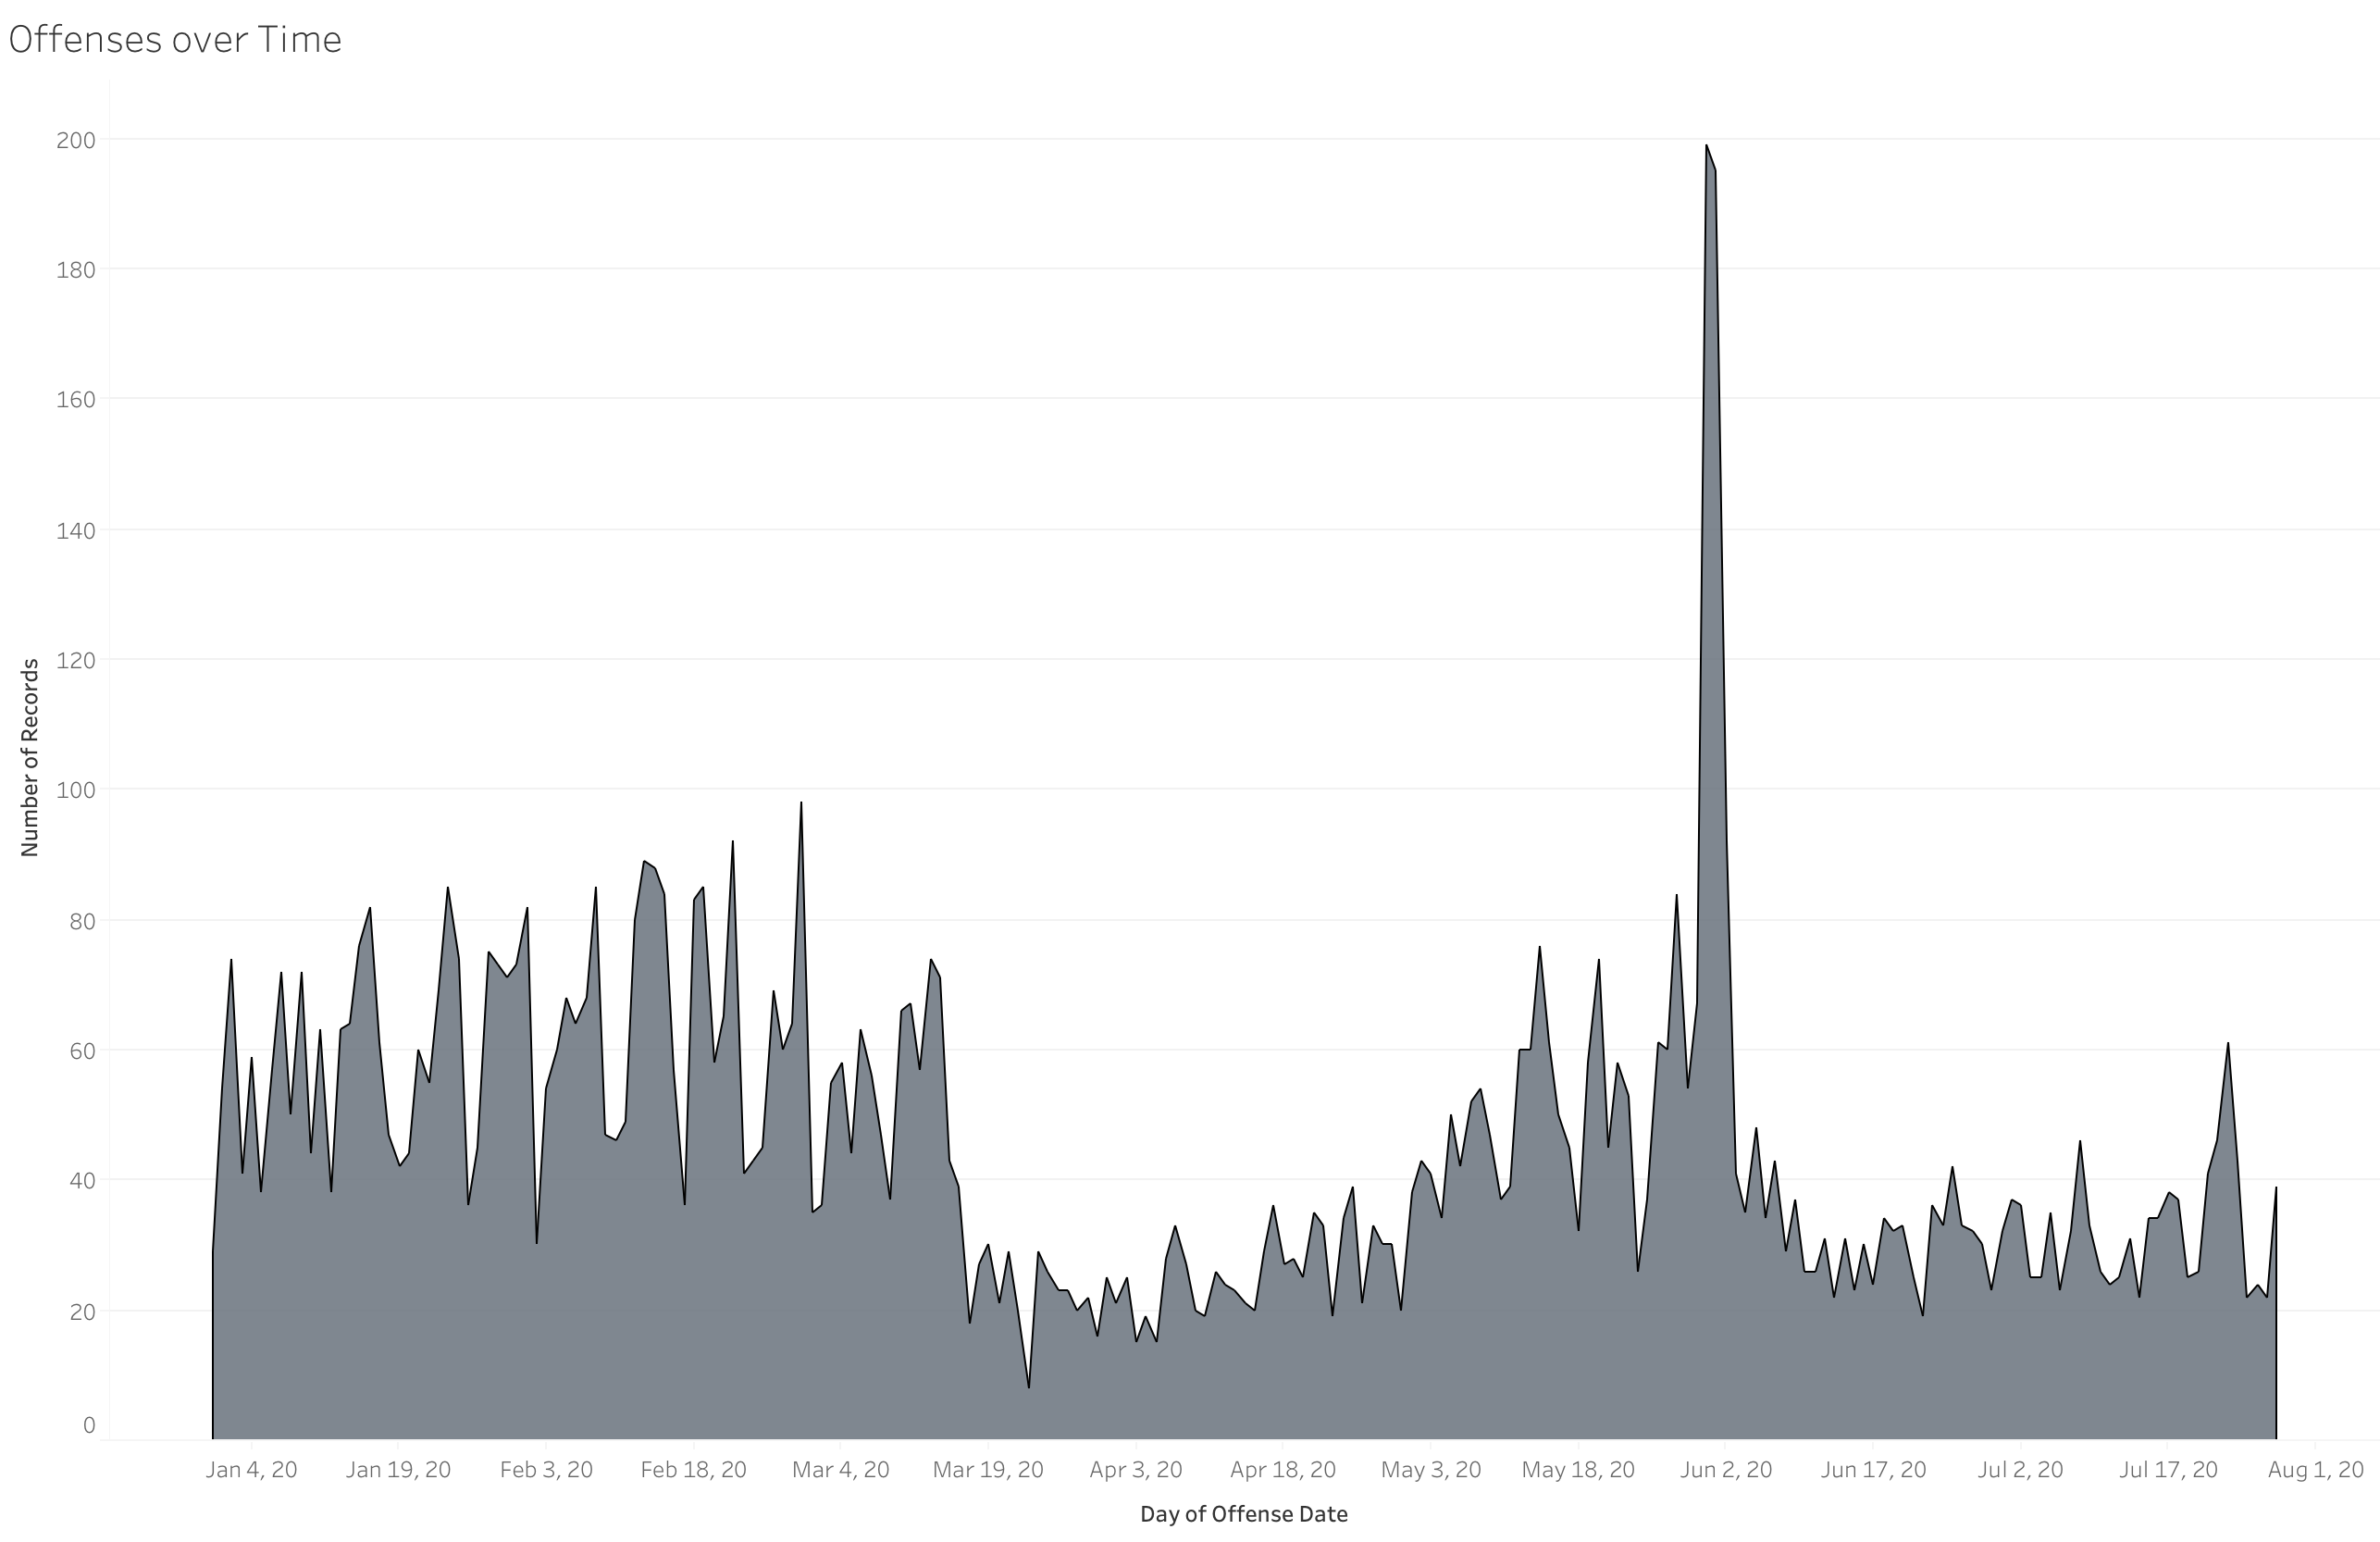 Offenses over Time
200
180
160
140
120
100
80
60
40
20
0
Number of Records
Jan 4, 20 Jan 19, 20 Feb 3, 20 Feb 18, 20 Mar 4, 20 Mar 19, 20 Apr 3, 20 Apr 18, 20 May 3, 20 May 18, 20 Jun 2, 20 Jun 17, 20 Jul 2, 20 Jul 17, 20 Aug 1, 20
Day of Offense Date